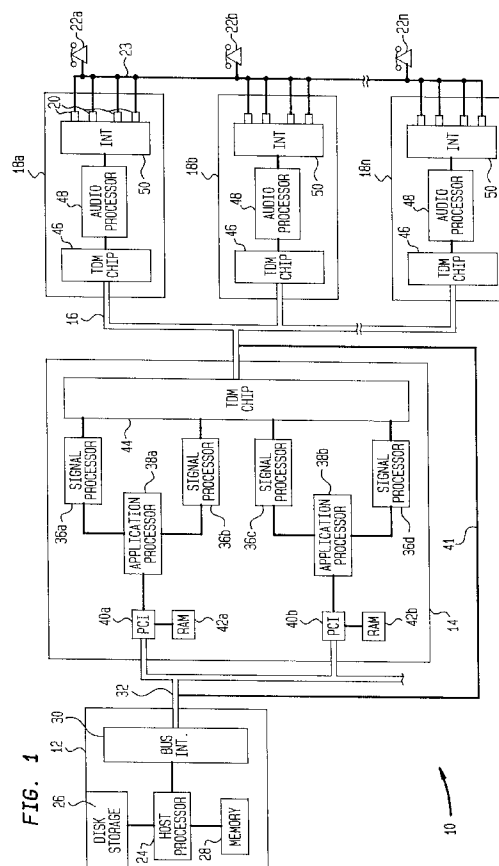 FIG. 1
10
12
26
DISK
STORAGE
24
HOST
PROCESSOR
28
MEMORY
30
BUS
INT.
32
14
40a
PCI
42a
RAM
40b
PCI
42b
RAM
36a
SIGNAL
PROCESSOR
38a
APPLICATION
PROCESSOR
36b
SIGNAL
PROCESSOR
36c
SIGNAL
PROCESSOR
38b
APPLICATION
PROCESSOR
36d
SIGNAL
PROCESSOR
44
TDM
CHIP
41
16
18a
46
TDM
CHIP
48
AUDIO
PROCESSOR
INT
50
20
22a
23
18b
46
TDM
CHIP
48
AUDIO
PROCESSOR
INT
50
22b
18n
46
TDM
CHIP
48
AUDIO
PROCESSOR
INT
50
22n